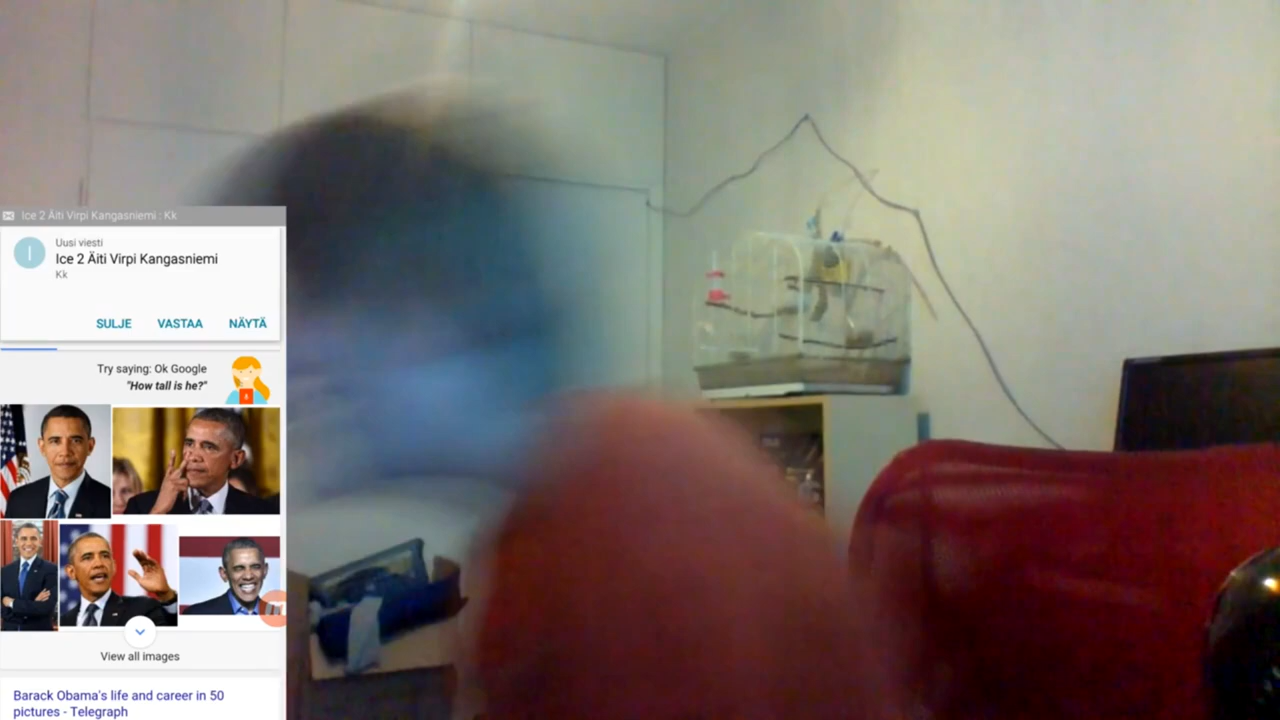 Ice 2 Äiti Virpi Kangasniemi : Kk
I
Uusi viesti
Ice 2 Äiti Virpi Kangasniemi
Kk
SULJE VASTAA NÄYTÄ
Try saying: Ok Google
"How tall is he?"
View all images
Barack Obama's life and career in 50
pictures - Telegraph